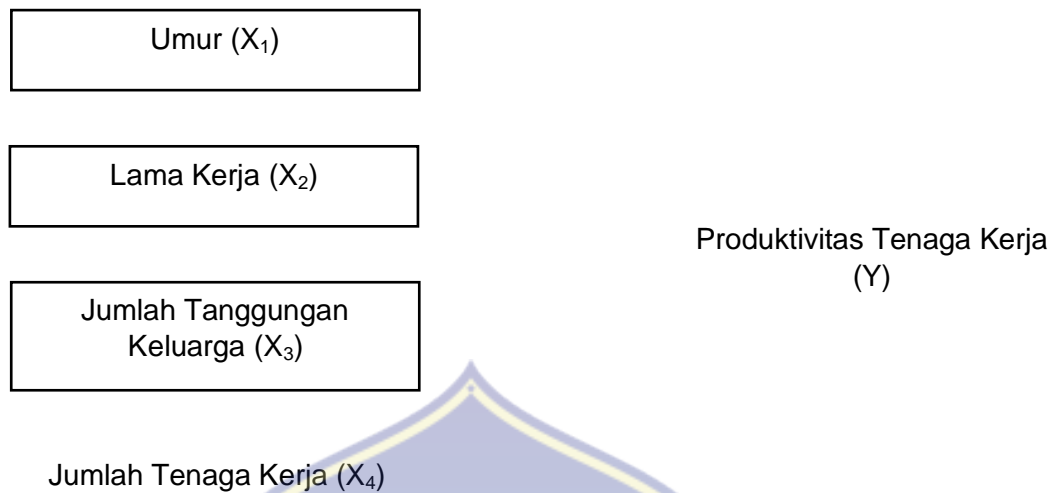 Umur (X₁)
Lama Kerja (X₂)
Produktivitas Tenaga Kerja
(Y)
Jumlah Tanggungan
Keluarga (X₃)
Jumlah Tenaga Kerja (X₄)